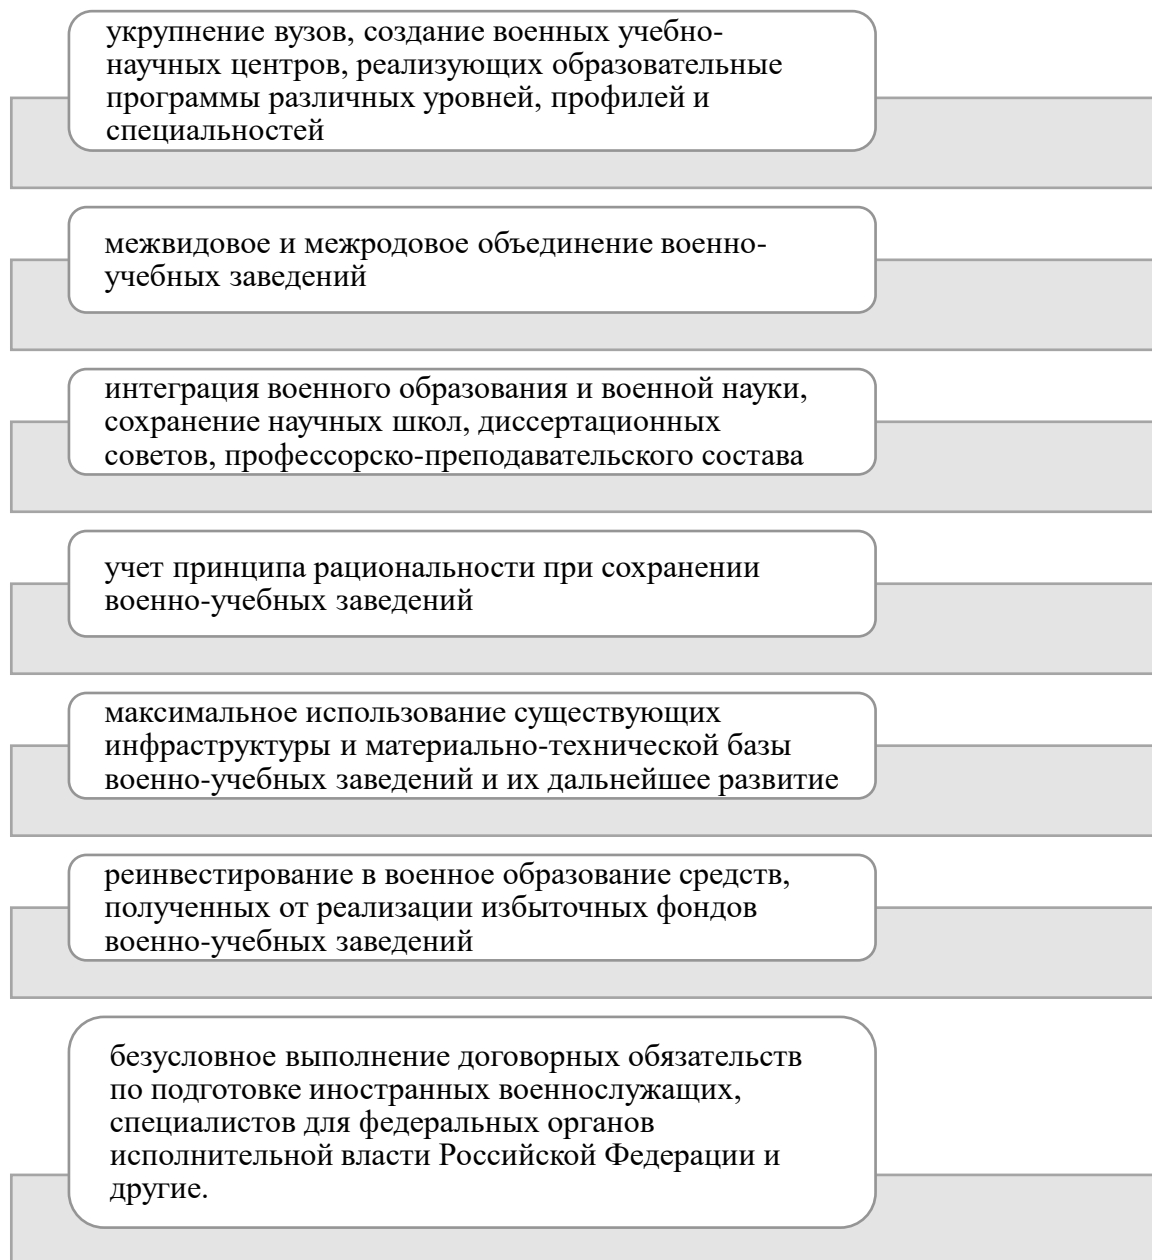 укрупнение вузов, создание военных учебно-
научных центров, реализующих образовательные
программы различных уровней, профилей и
специальностей
межвидовое и межродовое объединение военно-
учебных заведений
интеграция военного образования и военной науки,
сохранение научных школ, диссертационных
советов, профессорско-преподавательского состава
учет принципа рациональности при сохранении
военно-учебных заведений
максимальное использование существующих
инфраструктуры и материально-технической базы
военно-учебных заведений и их дальнейшее развитие
реинвестирование в военное образование средств,
полученных от реализации избыточных фондов
военно-учебных заведений
безусловное выполнение договорных обязательств
по подготовке иностранных военнослужащих,
специалистов для федеральных органов
исполнительной власти Российской Федерации и
другие.